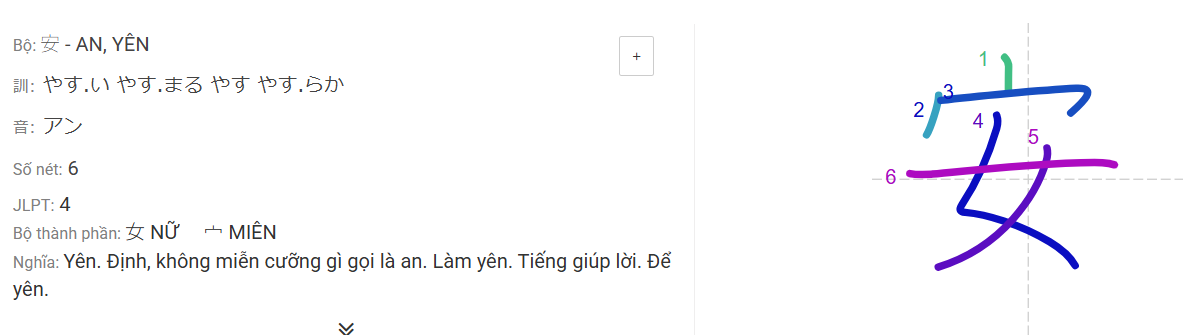 Bộ: 安 - AN, YÊN
+
訓: やす.い やす.まる やす やす.らか
音: アン
Số nét: 6
JLPT: 4
Bộ thành phần: 女 NỮ 宀 MIÊN
Nghĩa: Yên. Định, không miễn cưỡng gì gọi là an. Làm yên. Tiếng giúp lời. Để
yên.
1
2
3
4
5
6
安